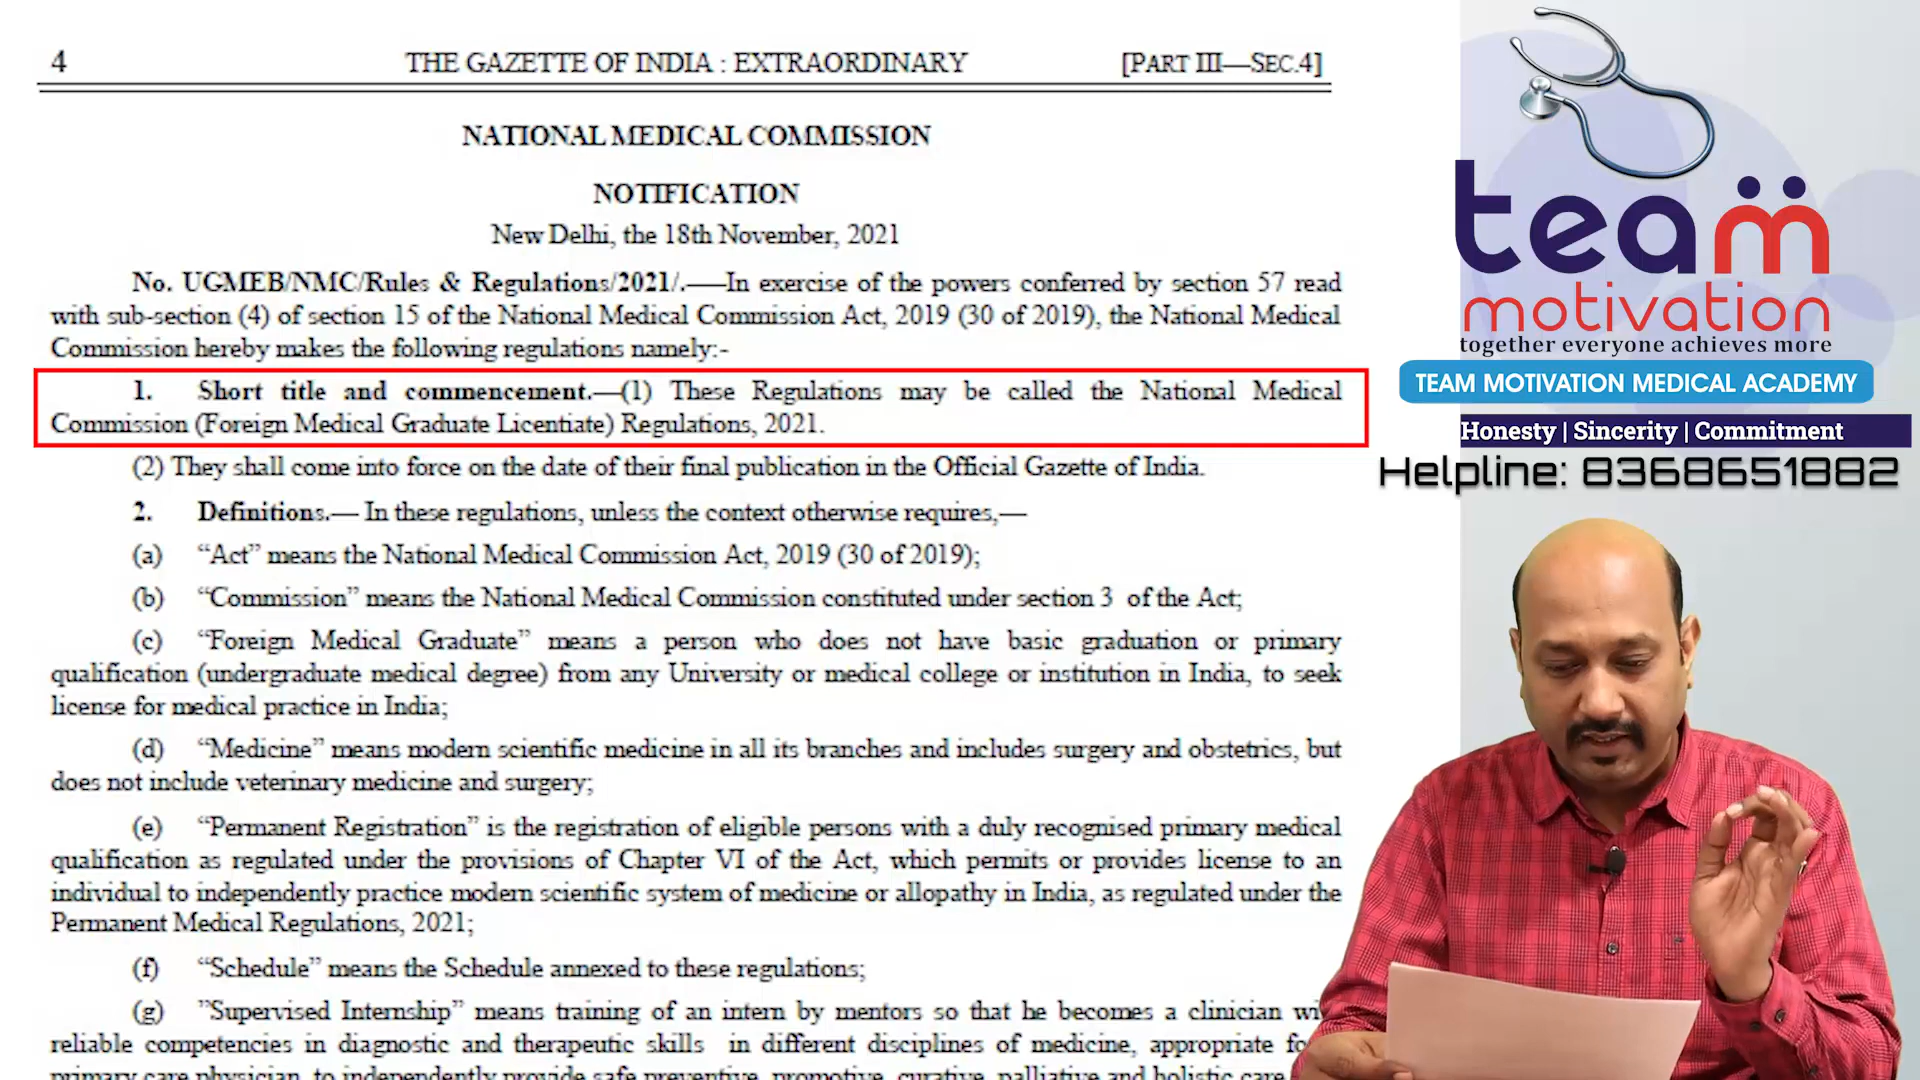 4 THE GAZETTE OF INDIA : EXTRAORDINARY [PART III—SEC.4]
NATIONAL MEDICAL COMMISSION
NOTIFICATION
New Delhi, the 18th November, 2021
No. UGMEB/NMC/Rules & Regulations/2021/.—In exercise of the powers conferred by section 57 read
with sub-section (4) of section 15 of the National Medical Commission Act, 2019 (30 of 2019), the National Medical
Commission hereby makes the following regulations namely:-
1. Short title and commencement.—(1) These Regulations may be called the National Medical
Commission (Foreign Medical Graduate Licentiate) Regulations, 2021.
(2) They shall come into force on the date of their final publication in the Official Gazette of India.
2. Definitions.— In these regulations, unless the context otherwise requires,—
(a) “Act” means the National Medical Commission Act, 2019 (30 of 2019);
(b) “Commission” means the National Medical Commission constituted under section 3 of the Act;
(c) “Foreign Medical Graduate” means a person who does not have basic graduation or primary
qualification (undergraduate medical degree) from any University or medical college or institution in India, to seek
license for medical practice in India;
(d) “Medicine” means modern scientific medicine in all its branches and includes surgery and obstetrics, but
does not include veterinary medicine and surgery;
(e) “Permanent Registration” is the registration of eligible persons with a duly recognised primary medical
qualification as regulated under the provisions of Chapter VI of the Act, which permits or provides license to an
individual to independently practice modern scientific system of medicine or allopathy in India, as regulated under the
Permanent Medical Regulations, 2021;
(f) “Schedule” means the Schedule annexed to these regulations;
(g) ”Supervised Internship” means training of an intern by mentors so that he becomes a clinician
reliable competencies in diagnostic and therapeutic skills in different disciplines of medicine, appropriate
primary care physician, to independently provide safe preventive, promotive, curative, palliative and holistic care
team
motivation
together everyone achieves more
TEAM MOTIVATION MEDICAL ACADEMY
Honesty | Sincerity | Commitment
Helpline: 8368651882